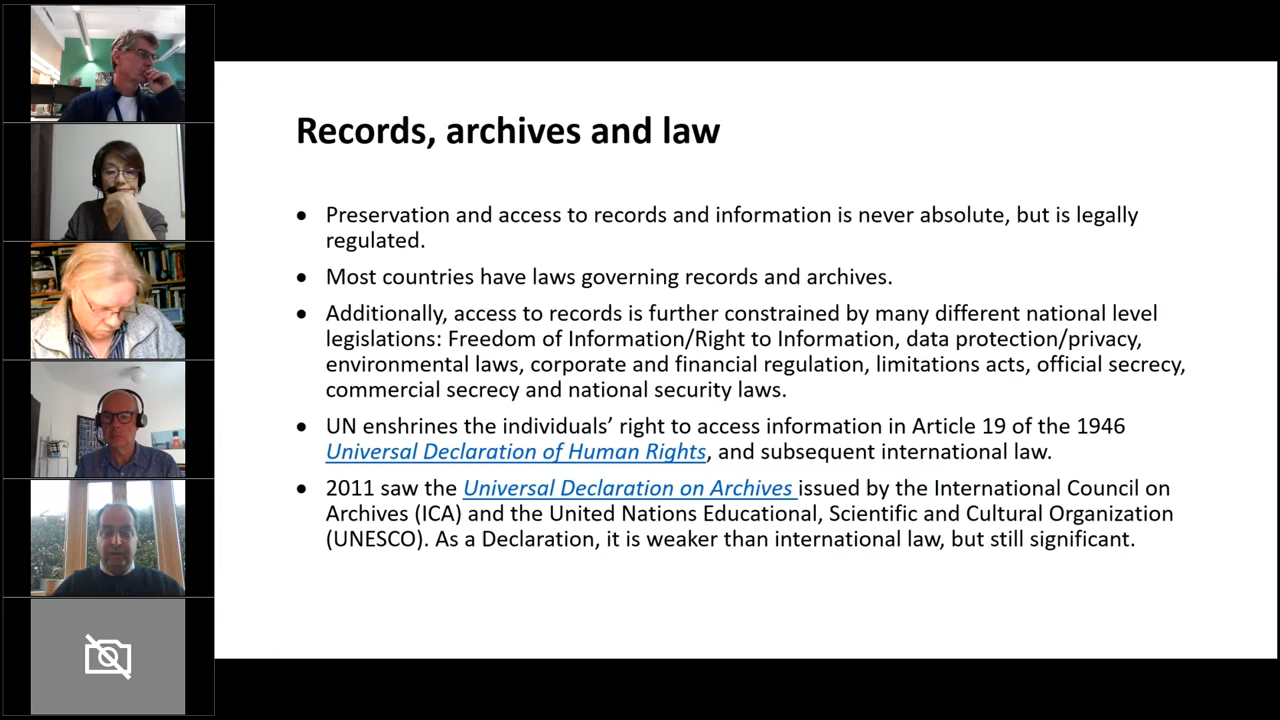 Records, archives and law
• Preservation and access to records and information is never absolute, but is legally
regulated.
• Most countries have laws governing records and archives.
• Additionally, access to records is further constrained by many different national level
legislations: Freedom of Information/Right to Information, data protection/privacy,
environmental laws, corporate and financial regulation, limitations acts, official secrecy,
commercial secrecy and national security laws.
• UN enshrines the individuals’ right to access information in Article 19 of the 1946
Universal Declaration of Human Rights, and subsequent international law.
• 2011 saw the Universal Declaration on Archives issued by the International Council on
Archives (ICA) and the United Nations Educational, Scientific and Cultural Organization
(UNESCO). As a Declaration, it is weaker than international law, but still significant.